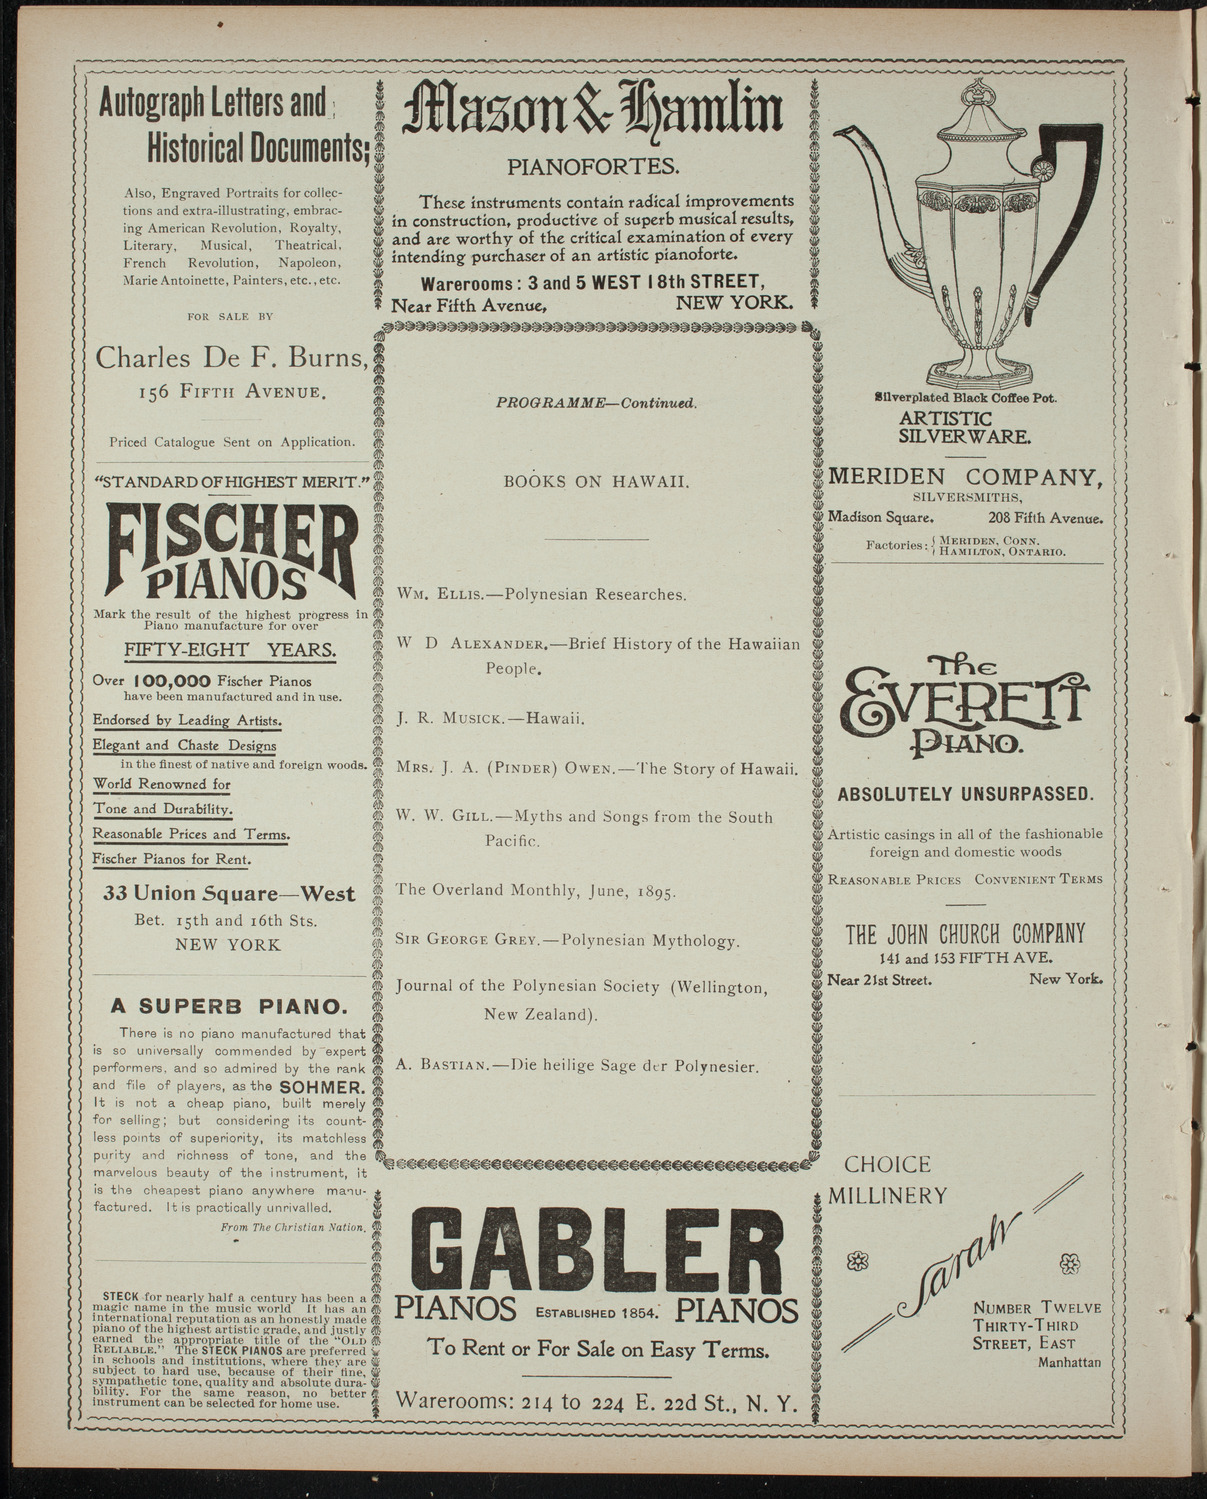 Autograph Letters and
Historical Documents;
Also, Engraved Portraits for collec-
tions and extra-illustrating, embrac-
ing American Revolution, Royalty,
Literary, Musical, Theatrical,
French Revolution, Napoleon,
Marie Antoinette, Painters, etc., etc.
FOR SALE BY
Charles De F. Burns,
156 FIFTH AVENUE.
Priced Catalogue Sent on Application.
"STANDARD OF HIGHEST MERIT."
FISCHER
PIANOS
Mark the result of the highest progress in
Piano manufacture for over
FIFTY-EIGHT YEARS.
Over 100,000 Fischer Pianos
have been manufactured and in use.
Endorsed by Leading Artists.
Elegant and Chaste Designs
in the finest of native and foreign woods.
World Renowned for
Tone and Durability.
Reasonable Prices and Terms.
Fischer Pianos for Rent.
33 Union Square—West
Bet. 15th and 16th Sts.
NEW YORK
A SUPERB PIANO.
There is no piano manufactured that
is so universally commended by expert
performers, and so admired by the rank
and file of players, as the SOHMER.
It is not a cheap piano, built merely
for selling; but considering its count-
less points of superiority, its matchless
purity and richness of tone, and the
marvelous beauty of the instrument, it
is the cheapest piano anywhere manu-
factured. It is practically unrivalled.
From The Christian Nation.
STECK for nearly half a century has been a
magic name in the music world It has an
international reputation as an honestly made
piano of the highest artistic grade, and justly
earned the appropriate title of the "OLD
RELIABLE." The STECK PIANOS are preferred
in schools and institutions, where they are
subject to hard use, because of their fine,
sympathetic tone, quality and absolute dura-
bility. For the same reason, no better
instrument can be selected for home use.
Mason & Hamlin
PIANOFORTES.
These instruments contain radical improvements
in construction, productive of superb musical results,
and are worthy of the critical examination of every
intending purchaser of an artistic pianoforte.
Warerooms: 3 and 5 WEST 18th STREET,
Near Fifth Avenue, NEW YORK.
PROGRAMME—Continued.
BOOKS ON HAWAII.
WM. ELLIS.—Polynesian Researches.
W D ALEXANDER.—Brief History of the Hawaiian
People.
J. R. MUSICK.—Hawaii.
MRS. J. A. (PINDER) OWEN.—The Story of Hawaii.
W. W. GILL.—Myths and Songs from the South
Pacific.
The Overland Monthly, June, 1895.
SIR GEORGE GREY.—Polynesian Mythology.
Journal of the Polynesian Society (Wellington,
New Zealand).
A. BASTIAN.—Die heilige Sage der Polynesier.
GABLER
PIANOS ESTABLISHED 1854. PIANOS
To Rent or For Sale on Easy Terms.
Warerooms: 214 to 224 E. 22d St., N. Y.
Silverplated Black Coffee Pot.
ARTISTIC
SILVERWARE.
MERIDEN COMPANY,
SILVERSMITHS,
Madison Square. 208 Fifth Avenue.
Factories: { MERIDEN, CONN.
{ HAMILTON, ONTARIO.
The
EVERETT
PIANO.
ABSOLUTELY UNSURPASSED.
Artistic casings in all of the fashionable
foreign and domestic woods
REASONABLE PRICES CONVENIENT TERMS
THE JOHN CHURCH COMPANY
141 and 153 FIFTH AVE.
Near 21st Street. New York.
CHOICE
MILLINERY
Sarah
NUMBER TWELVE
THIRTY-THIRD
STREET, EAST
Manhattan